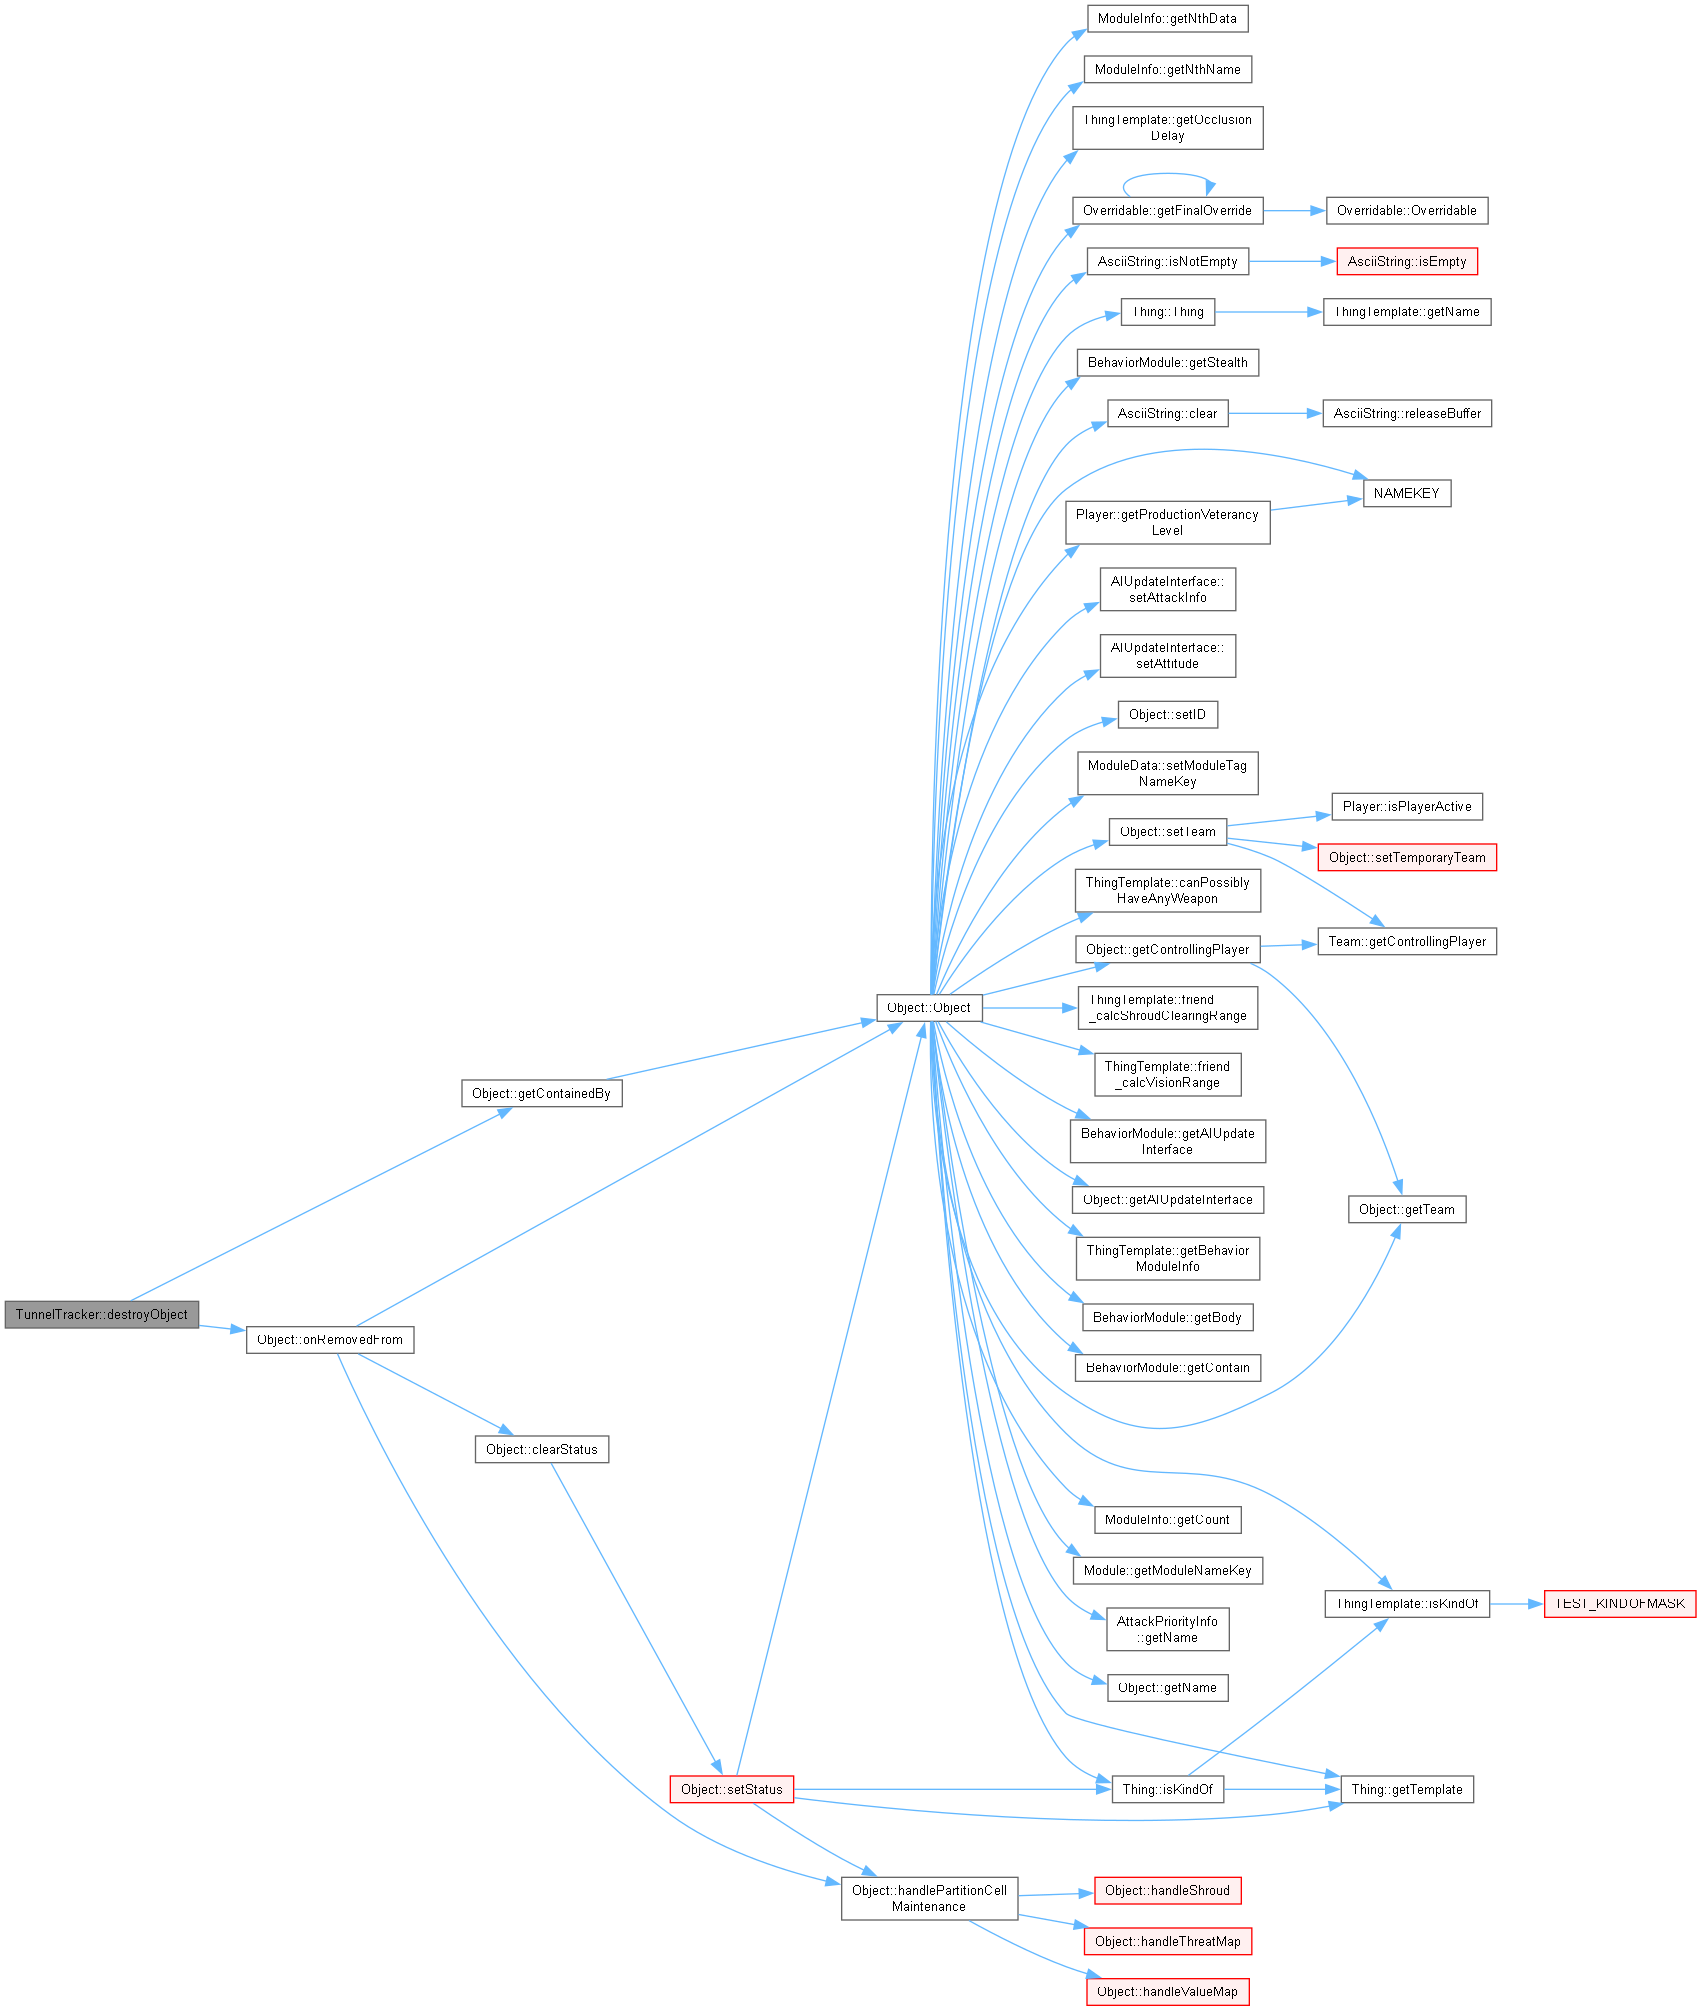 ModuleInfo::getNthData
ModuleInfo::getNthName
ThingTemplate::getOcclusion
Delay
Overridable::getFinalOverride
Overridable::Overridable
AsciiString::isNotEmpty
AsciiString::isEmpty
Thing::Thing
ThingTemplate::getName
BehaviorModule::getStealth
AsciiString::clear
AsciiString::releaseBuffer
NAMEKEY
Player::getProductionVeterancy
Level
AIUpdateInterface::
setAttackInfo
AIUpdateInterface::
setAttitude
Object::setID
ModuleData::setModuleTag
NameKey
Player::isPlayerActive
Object::setTeam
Object::setTemporaryTeam
ThingTemplate::canPossibly
HaveAnyWeapon
Team::getControllingPlayer
Object::getControllingPlayer
Object::Object
ThingTemplate::friend
_calcShroudClearingRange
ThingTemplate::friend
_calcVisionRange
Object::getContainedBy
BehaviorModule::getAIUpdate
Interface
Object::getAIUpdateInterface
Object::getTeam
ThingTemplate::getBehavior
ModuleInfo
TunnelTracker::destroyObject
BehaviorModule::getBody
Object::onRemovedFrom
BehaviorModule::getContain
Object::clearStatus
ModuleInfo::getCount
Module::getModuleNameKey
ThingTemplate::isKindOf
TEST_KINDOFMASK
AttackPriorityInfo
::getName
Object::getName
Object::setStatus
Thing::isKindOf
Thing::getTemplate
Object::handlePartitionCell
Maintenance
Object::handleShroud
Object::handleThreatMap
Object::handleValueMap